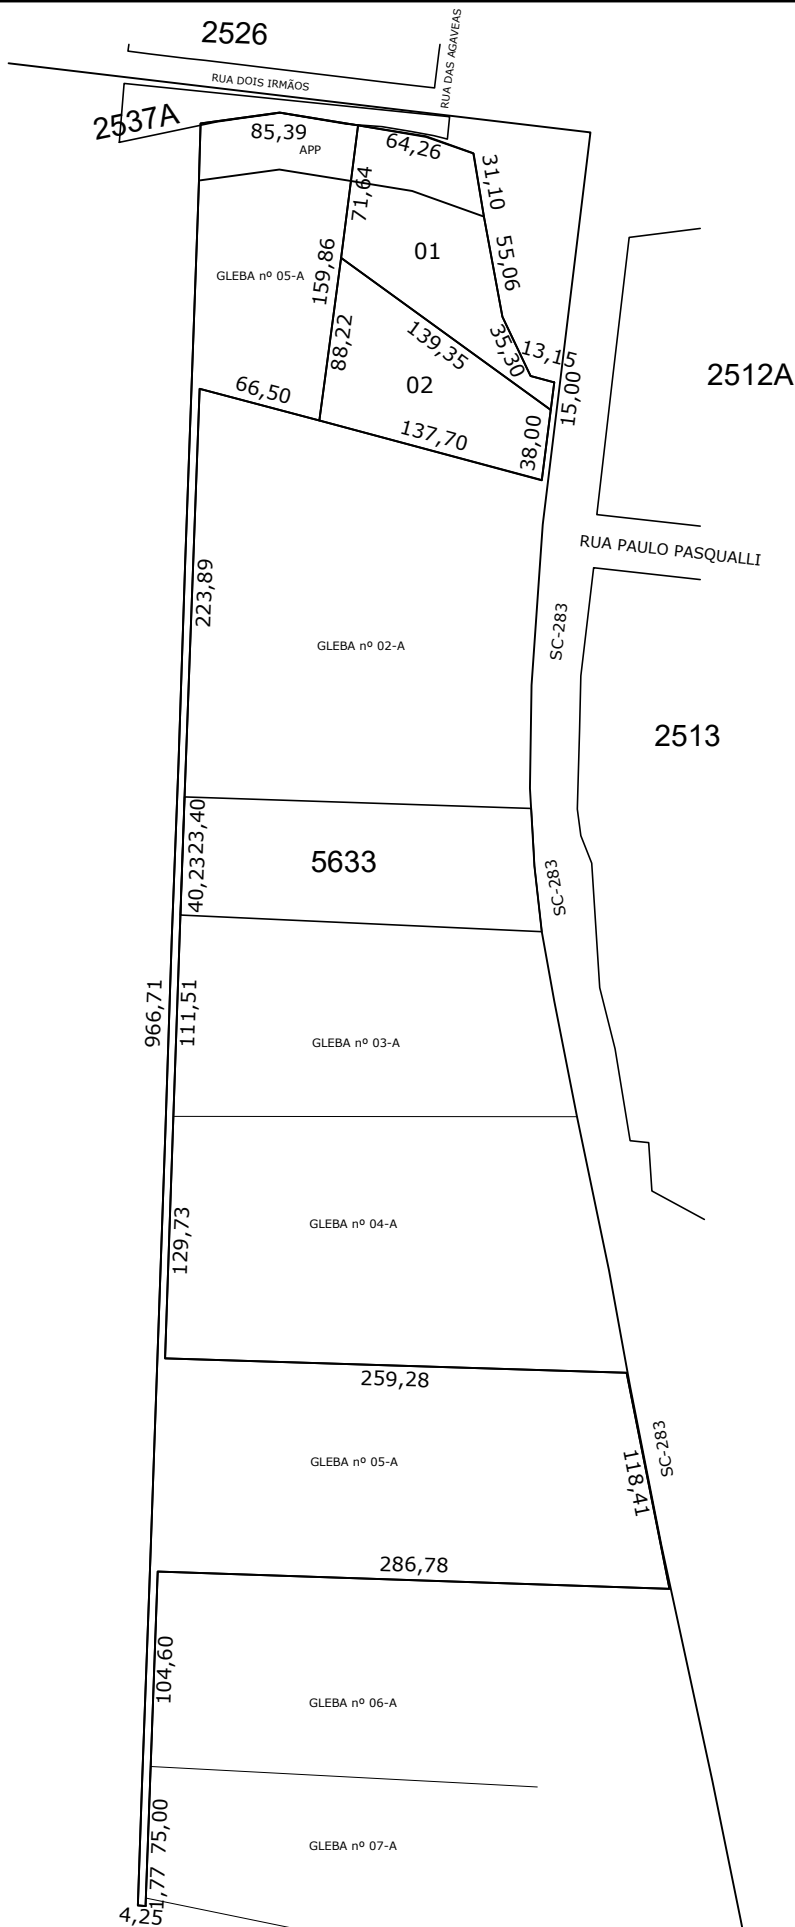 2526
RUA DAS AGAVEAS
RUA DOIS IRMÃOS
2537A
85,39
APP
64,26
31,10
71,64
01
55,06
GLEBA nº 05-A
159,86
88,22
139,35
35,30
13,15
02
15,00
2512A
66,50
137,70
38,00
RUA PAULO PASQUALLI
223,89
SC-283
GLEBA nº 02-A
2513
23,40
40,23
5633
SC-283
966,71
111,51
GLEBA nº 03-A
129,73
GLEBA nº 04-A
259,28
GLEBA nº 05-A
118,41
SC-283
286,78
104,60
GLEBA nº 06-A
75,00
GLEBA nº 07-A
1,77
4,25